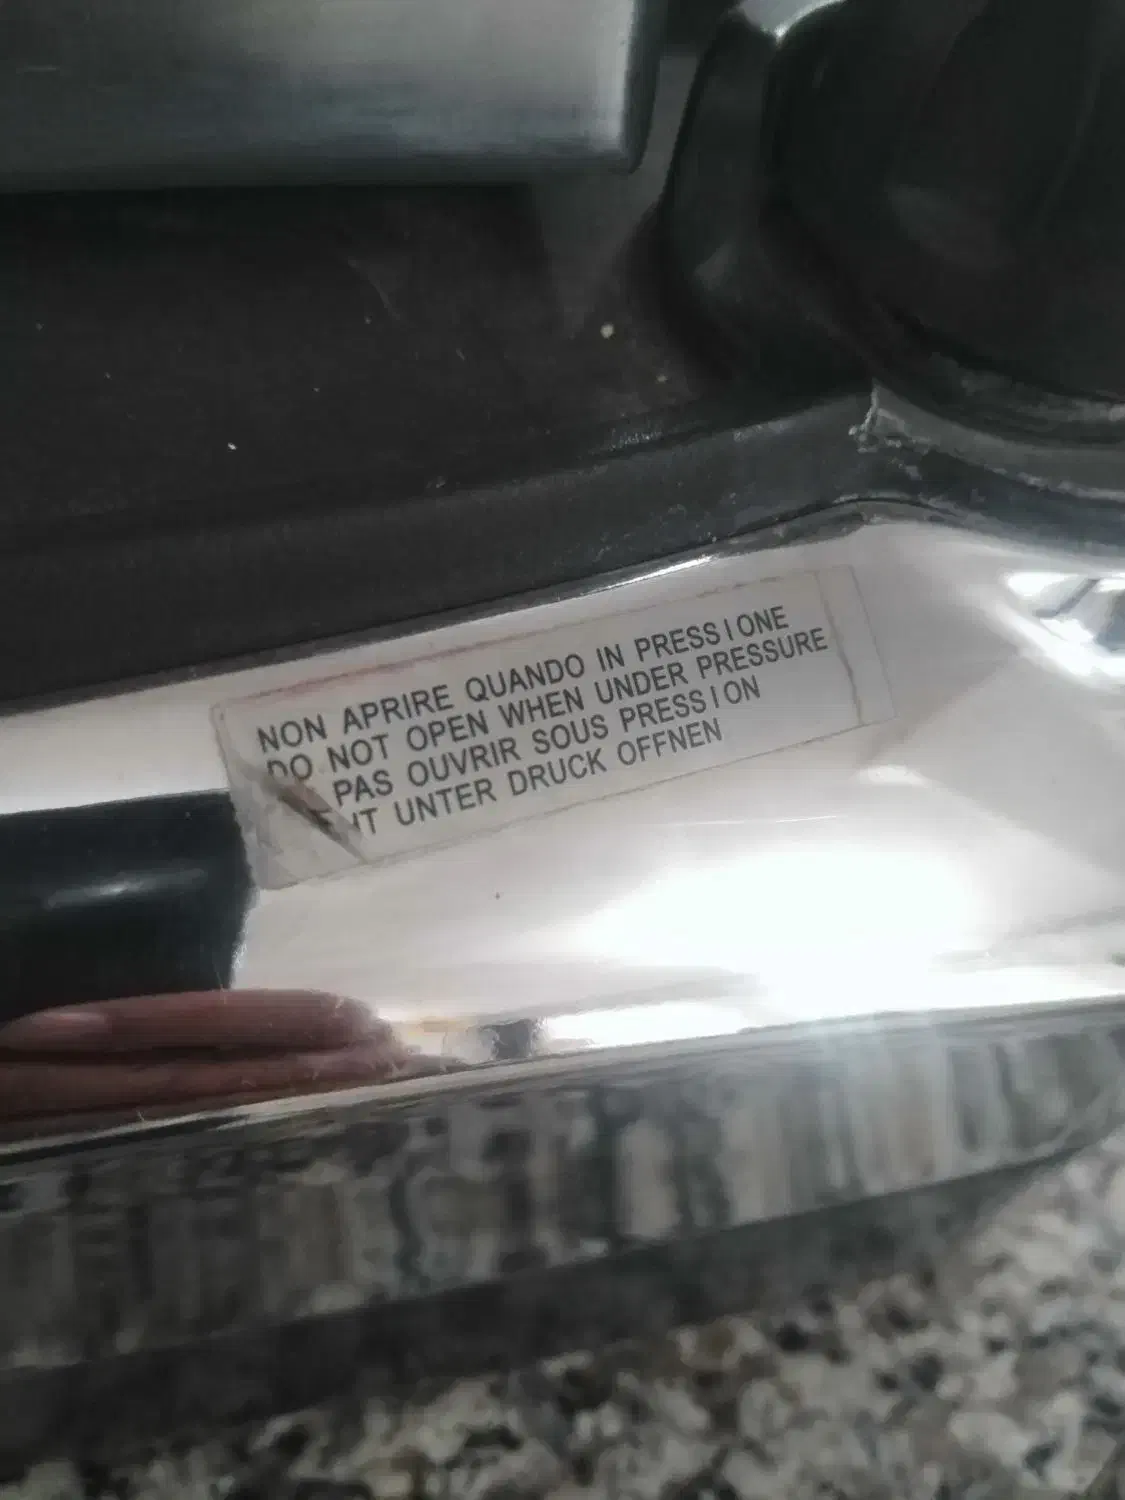 NON APRIRE QUANDO IN PRESSIONE
DO NOT OPEN WHEN UNDER PRESSURE
PAS OUVRIR SOUS PRESSION
UNTER DRUCK OFFNEN